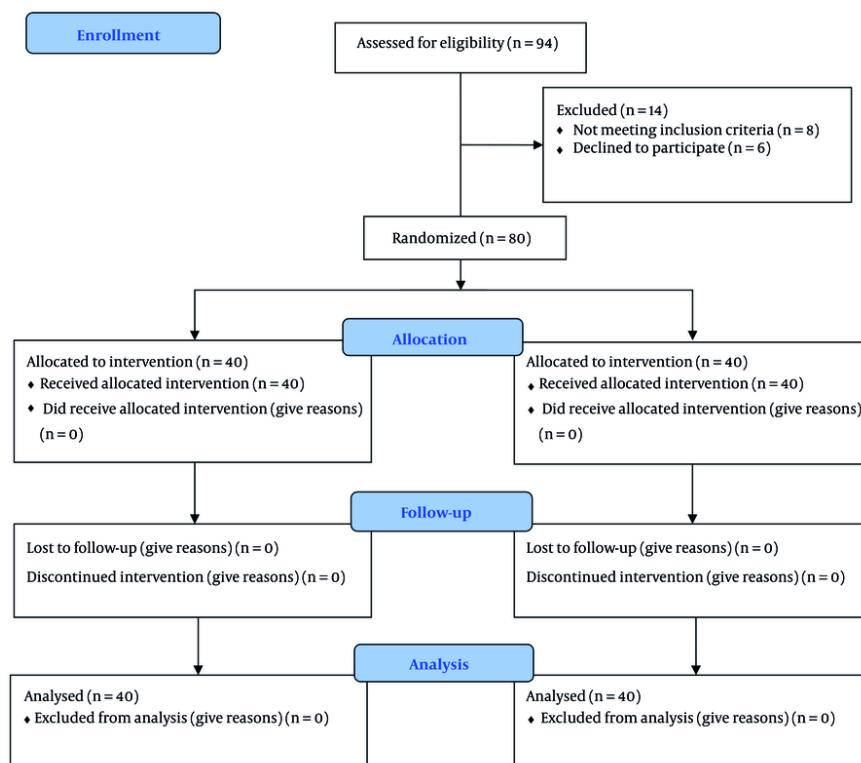 Enrollment
Assessed for eligibility (n = 94)
Excluded (n = 14)
♦ Not meeting inclusion criteria (n = 8)
♦ Declined to participate (n = 6)
Randomized (n = 80)
Allocation
Allocated to intervention (n = 40)
♦ Received allocated intervention (n = 40)
♦ Did receive allocated intervention (give reasons)
(n = 0)
Allocated to intervention (n = 40)
♦ Received allocated intervention (n = 40)
♦ Did receive allocated intervention (give reasons)
(n = 0)
Follow-up
Lost to follow-up (give reasons) (n = 0)
Discontinued intervention (give reasons) (n = 0)
Lost to follow-up (give reasons) (n = 0)
Discontinued intervention (give reasons) (n = 0)
Analysis
Analysed (n = 40)
♦ Excluded from analysis (give reasons) (n = 0)
Analysed (n = 40)
♦ Excluded from analysis (give reasons) (n = 0)